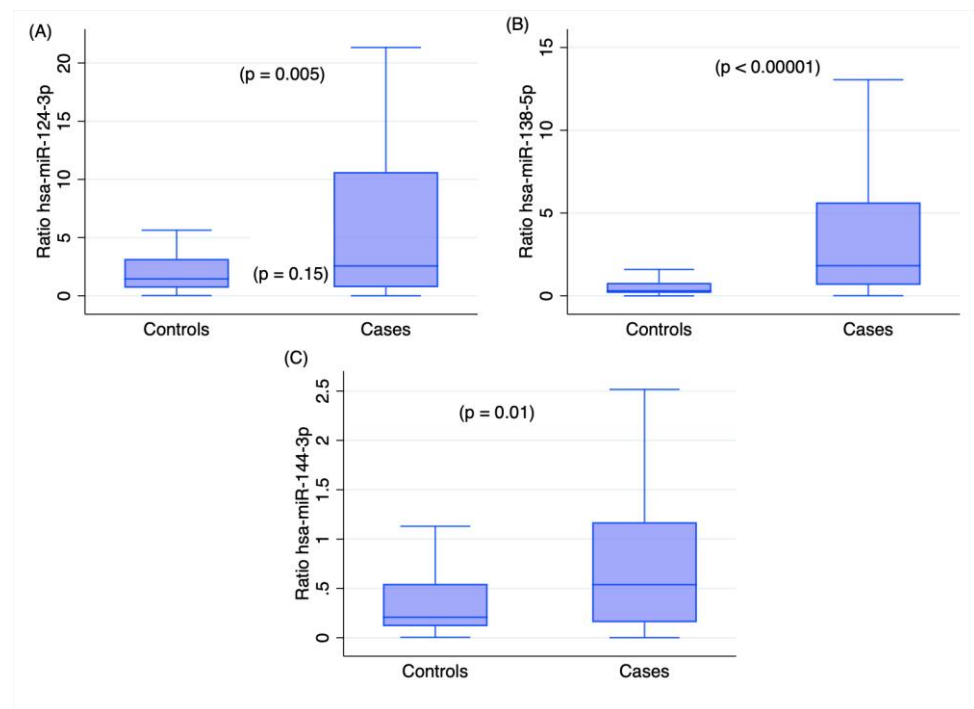 (A)
Ratio hsa-miR-124-3p
20
15
10
5
0
(p = 0.005)
(p = 0.15)
Controls
Cases
(B)
Ratio hsa-miR-138-5p
15
10
5
0
(p < 0.00001)
Controls
Cases
(C)
Ratio hsa-miR-144-3p
2.5
2
1.5
1
.5
0
(p = 0.01)
Controls
Cases